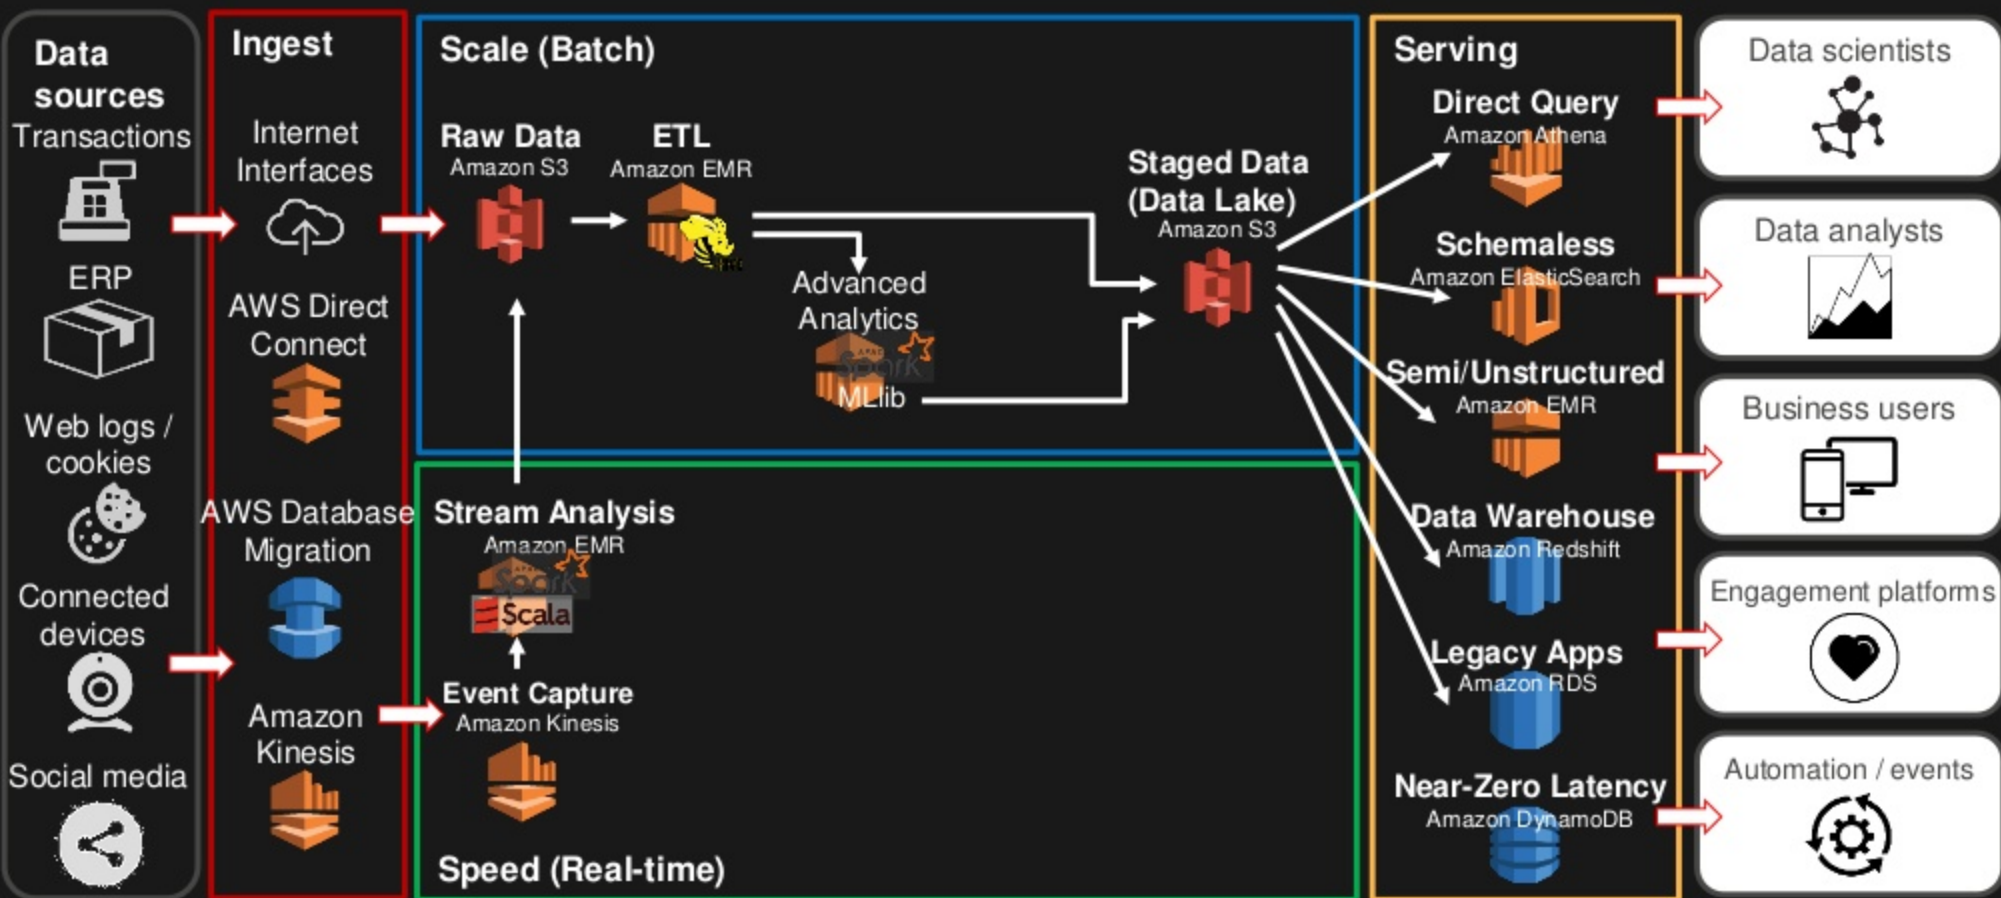 Data
sources
Transactions
ERP
Web logs /
cookies
Connected
devices
Social media
Ingest
Internet
Interfaces
AWS Direct
Connect
AWS Database
Migration
Amazon
Kinesis
Scale (Batch)
Raw Data
Amazon S3
ETL
Amazon EMR
Advanced
Analytics
APACHE
Spark
MLlib
Staged Data
(Data Lake)
Amazon S3
Stream Analysis
Amazon EMR
Spark
Scala
Event Capture
Amazon Kinesis
Speed (Real-time)
Serving
Direct Query
Amazon Athena
Schemaless
Amazon ElasticSearch
Semi/Unstructured
Amazon EMR
Data Warehouse
Amazon Redshift
Legacy Apps
Amazon RDS
Near-Zero Latency
Amazon DynamoDB
Data scientists
Data analysts
Business users
Engagement platforms
Automation / events